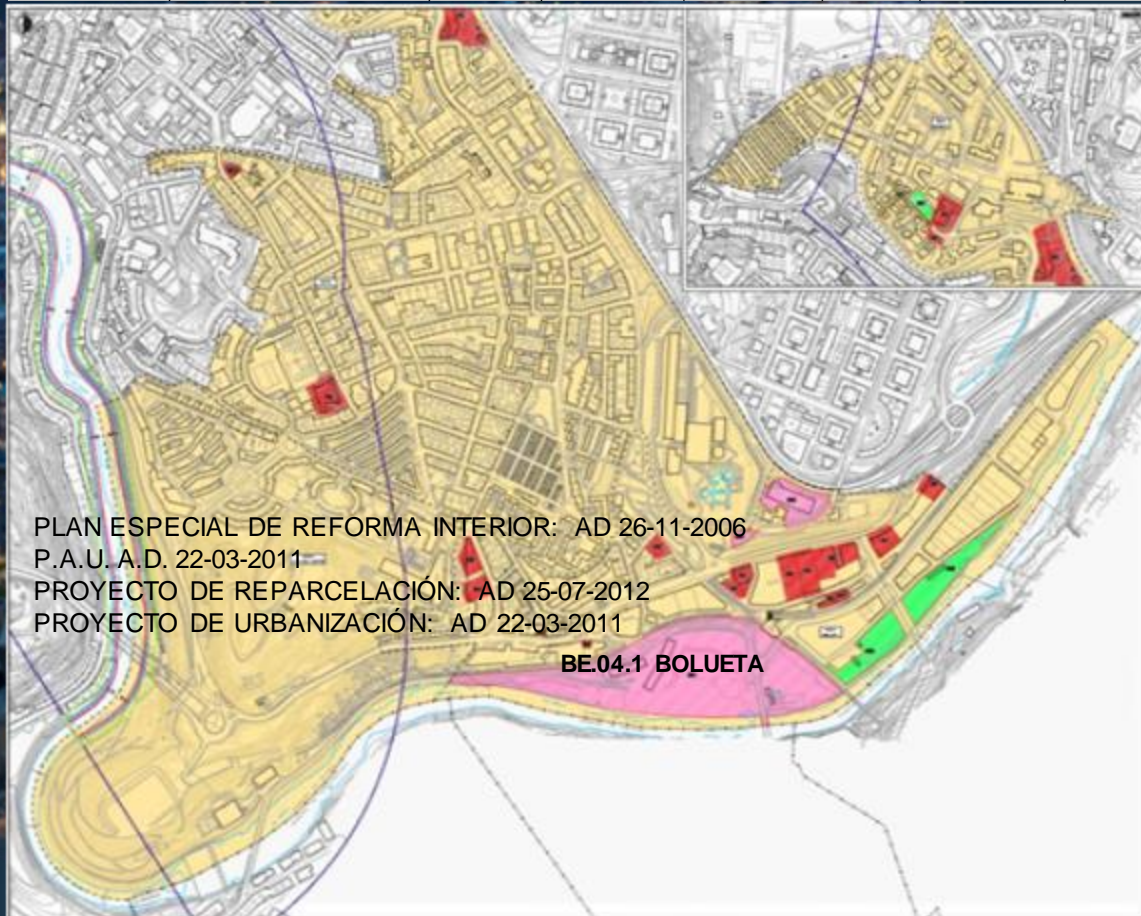 PLAN ESPECIAL DE REFORMA INTERIOR: AD 26-11-2006
P.A.U. A.D. 22-03-2011
PROYECTO DE REPARCELACIÓN: AD 25-07-2012
PROYECTO DE URBANIZACIÓN: AD 22-03-2011
BE.04.1 BOLUETA